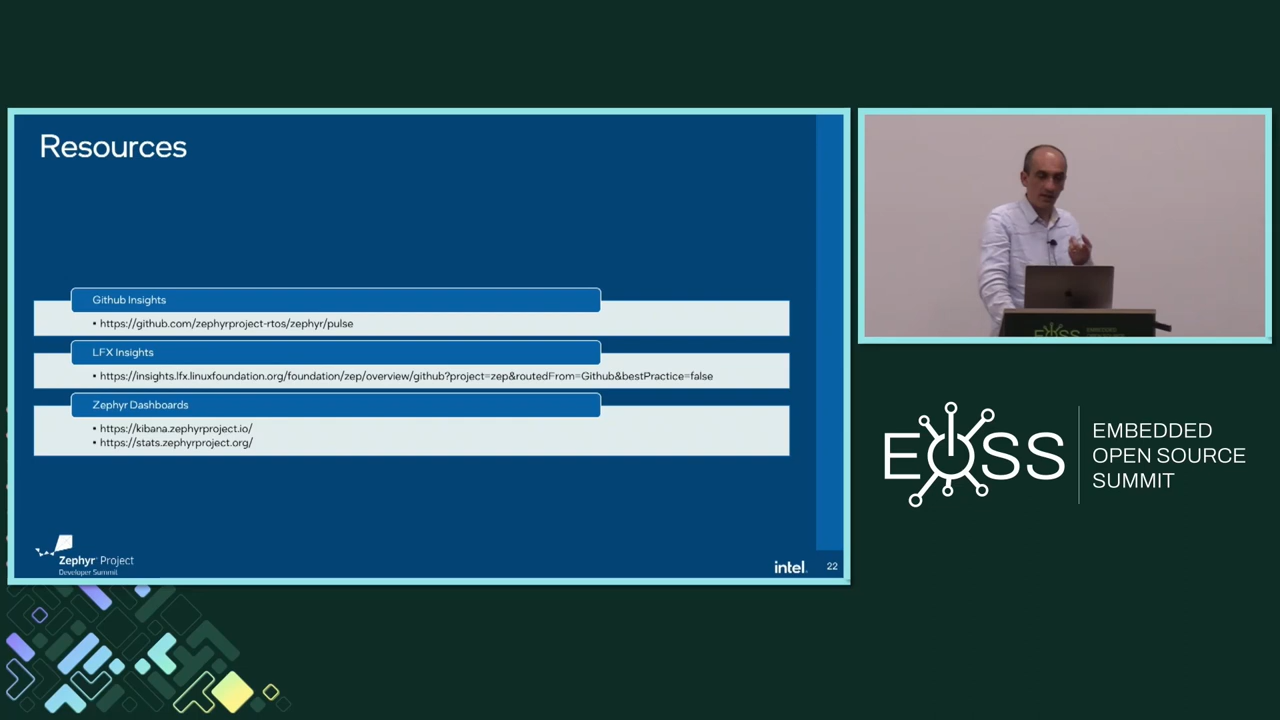 Resources
Github Insights
• https://github.com/zephyrproject-rtos/zephyr/pulse
LFX Insights
• https://insights.lfx.linuxfoundation.org/foundation/zep/overview/github?project=zep&routedFrom=Github&bestPractice=false
Zephyr Dashboards
• https://kibana.zephyrproject.io/
• https://stats.zephyrproject.org/
Zephyr® Project
Developer Summit
intel.
22
EOSS
EOSS
EMBEDDED
OPEN SOURCE
SUMMIT